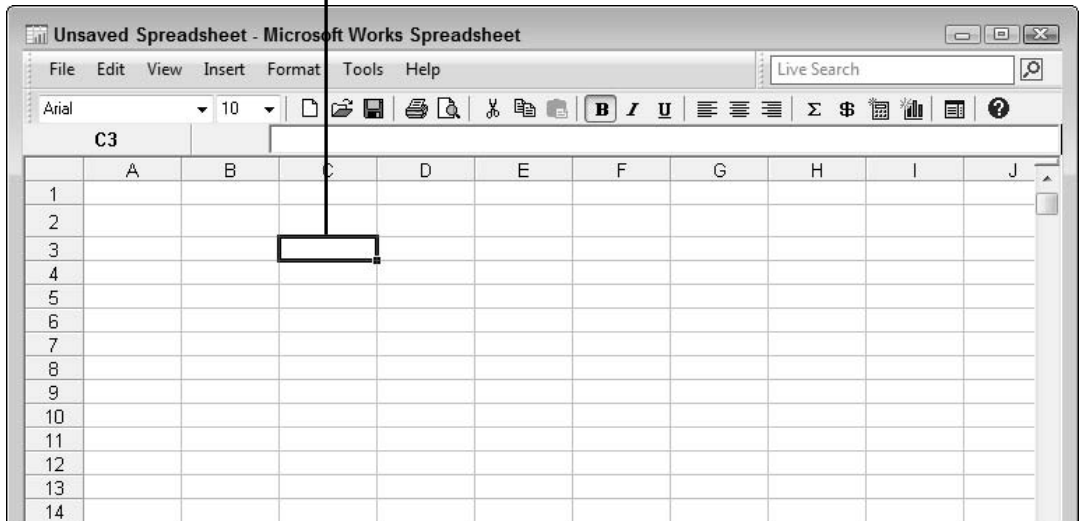 Unsaved Spreadsheet - Microsoft Works Spreadsheet
File Edit View Insert Format Tools Help Live Search
Arial 10 B I U Σ $ ?
C3
A B C D E F G H I J
1
2
3
4
5
6
7
8
9
10
11
12
13
14